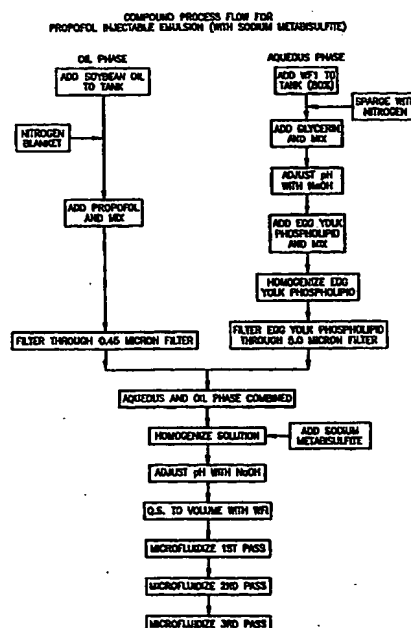 COMPOUND PROCESS FLOW FOR
PROPOFOL INJECTABLE EMULSION (WITH SODIUM METABISULFITE)
OIL PHASE
ADD SOYBEAN OIL
TO TANK
NITROGEN
BLANKET
ADD PROPOFOL
AND MIX
FILTER THROUGH 0.45 MICRON FILTER
AQUEOUS PHASE
ADD WFI TO
TANK (80%)
SPARGE WITH
NITROGEN
ADD GLYCERIN
AND MIX
ADJUST pH
WITH NaOH
ADD EGG YOLK
PHOSPHOLIPID
AND MIX
HOMOGENIZE EGG
YOLK PHOSPHOLIPID
FILTER EGG YOLK PHOSPHOLIPID
THROUGH 5.0 MICRON FILTER
AQUEOUS AND OIL PHASE COMBINED
HOMOGENIZE SOLUTION
ADD SODIUM
METABISULFITE
ADJUST pH WITH NaOH
Q.S. TO VOLUME WITH WFI
MICROFLUIDIZE 1ST PASS
MICROFLUIDIZE 2ND PASS
MICROFLUIDIZE 3RD PASS